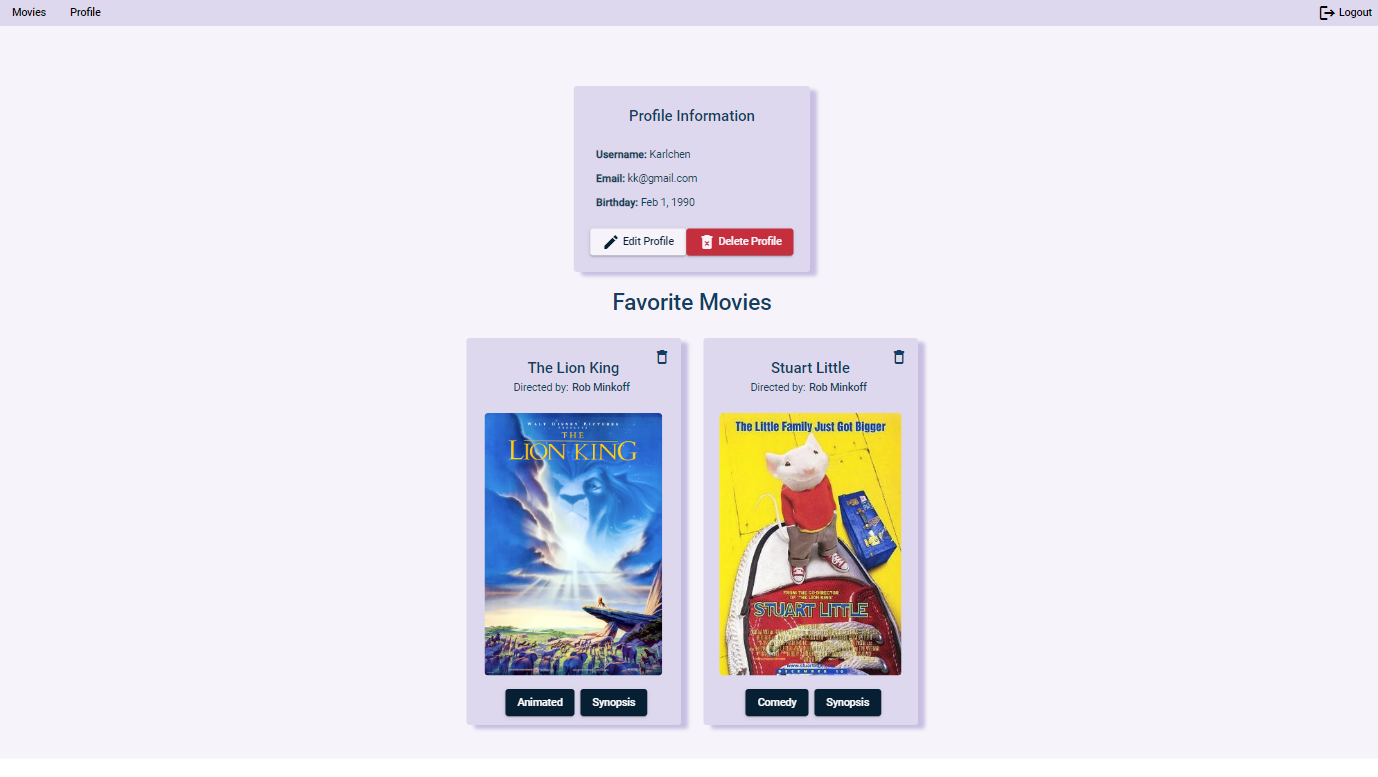 Movies Profile Logout
Profile Information
Username: Karlchen
Email: kk@gmail.com
Birthday: Feb 1, 1990
Edit Profile Delete Profile
Favorite Movies
The Lion King
Directed by: Rob Minkoff
WALT DISNEY PICTURES
PRESENTS
THE
LION KING
Animated Synopsis
Stuart Little
Directed by: Rob Minkoff
The Little Family Just Got Bigger
FROM THE CO-DIRECTOR
OF THE LION KING
STUART LITTLE
Comedy Synopsis